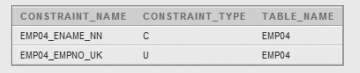 CONSTRAINT_NAME CONSTRAINT_TYPE TABLE_NAME
EMP04_ENAME_NN C EMP04
EMP04_EMPNO_UK U EMP04